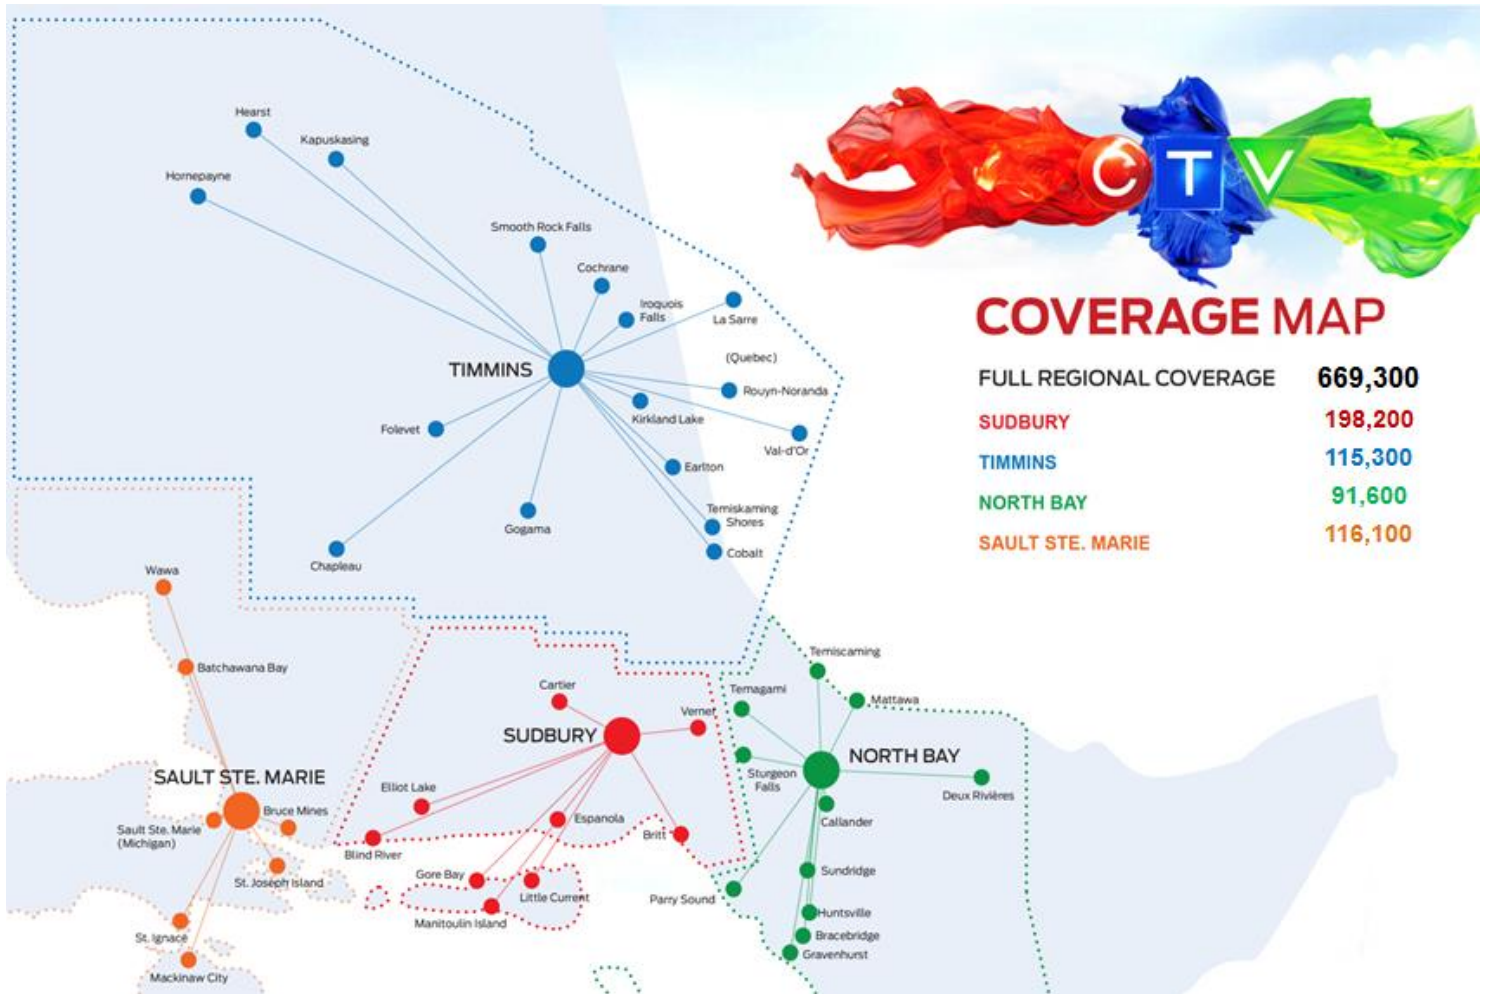 Hearst
Kapuskasing
Hornepayne
Smooth Rock Falls
Cochrane
Iroquois
Falls
La Sarre
(Quebec)
TIMMINS
Rouyn-Noranda
Kirkland Lake
Folevet
Val-d'Or
Earlton
Temiskaming
Shores
Gogama
Cobalt
Chapleau
C T V
COVERAGE MAP
FULL REGIONAL COVERAGE 669,300
SUDBURY 198,200
TIMMINS 115,300
NORTH BAY 91,600
SAULT STE. MARIE 116,100
Wawa
Batchawana Bay
SAULT STE. MARIE
Bruce Mines
Sault Ste. Marie
(Michigan)
St. Joseph Island
St. Ignace
Mackinaw City
Cartier
Verner
SUDBURY
Elliot Lake
Espanola
Britt
Blind River
Gore Bay
Little Current
Manitoulin Island
Temiscaming
Temagami
Mattawa
NORTH BAY
Sturgeon
Falls
Deux Rivières
Callander
Sundridge
Parry Sound
Huntsville
Bracebridge
Gravenhurst